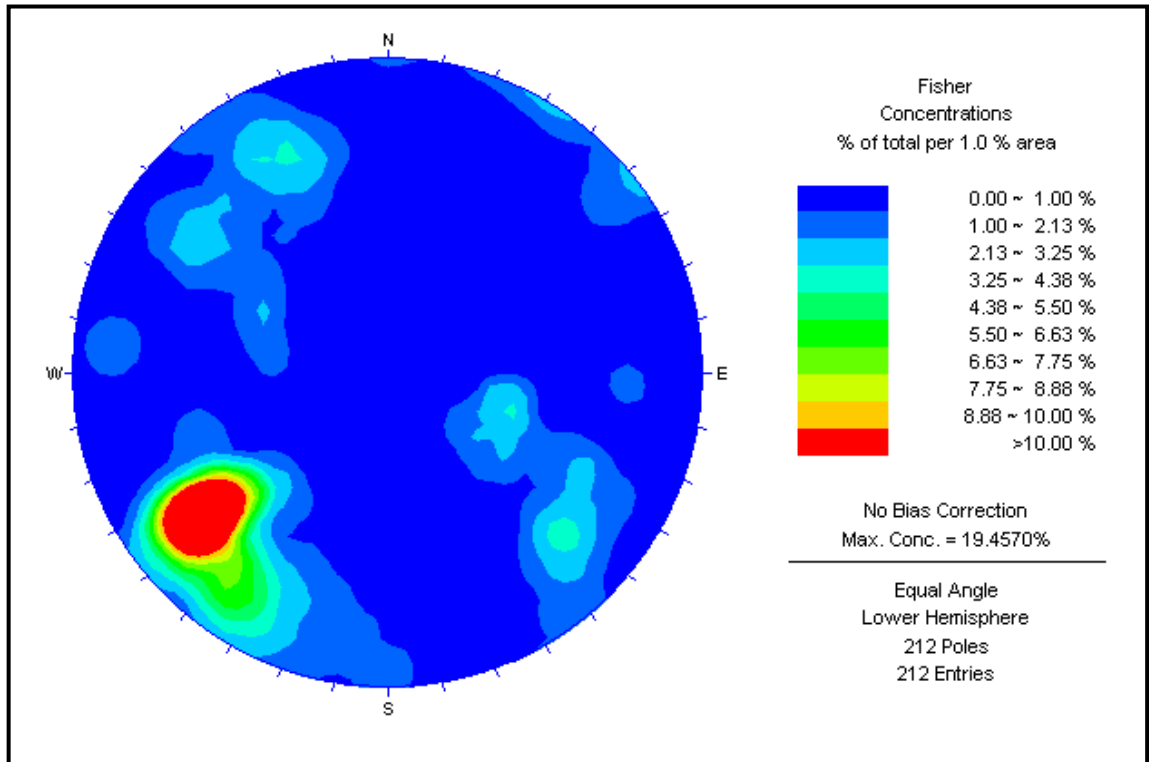 N
W
E
S
Fisher
Concentrations
% of total per 1.0 % area
0.00 ~ 1.00 %
1.00 ~ 2.13 %
2.13 ~ 3.25 %
3.25 ~ 4.38 %
4.38 ~ 5.50 %
5.50 ~ 6.63 %
6.63 ~ 7.75 %
7.75 ~ 8.88 %
8.88 ~ 10.00 %
>10.00 %
No Bias Correction
Max. Conc. = 19.4570%
Equal Angle
Lower Hemisphere
212 Poles
212 Entries